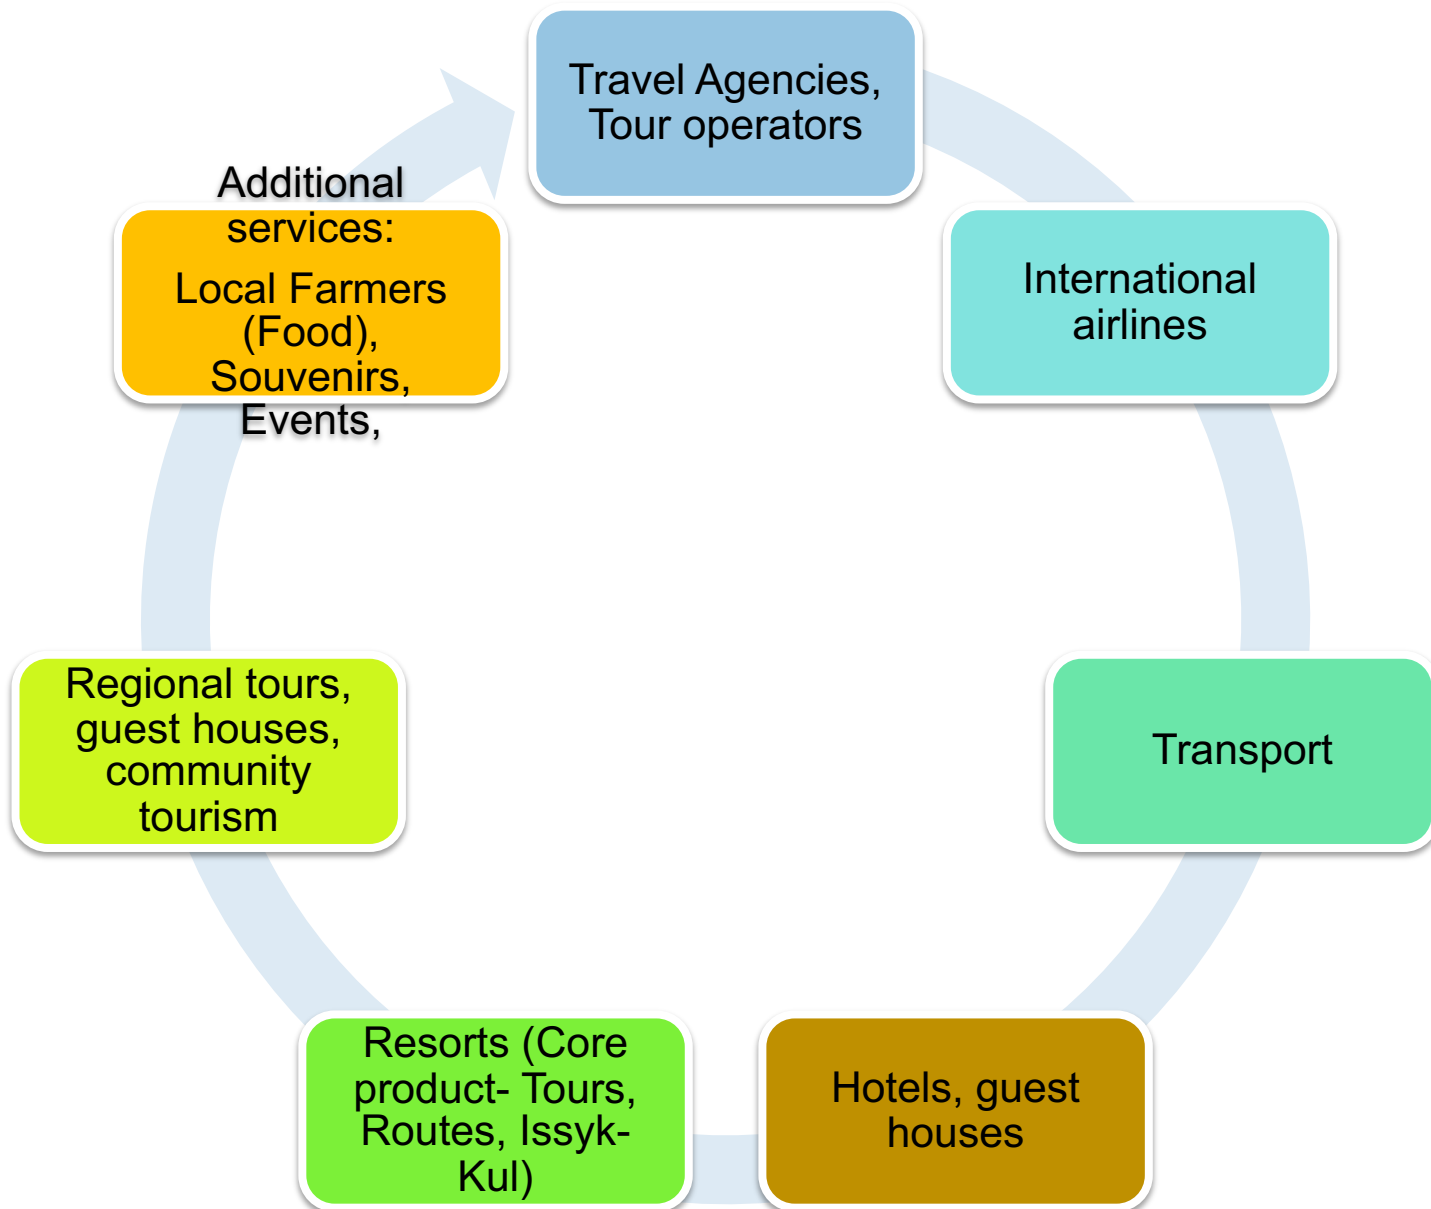 Travel Agencies,
Tour operators
International
airlines
Transport
Hotels, guest
houses
Resorts (Core
product- Tours,
Routes, Issyk-
Kul)
Regional tours,
guest houses,
community
tourism
Additional
services:
Local Farmers
(Food),
Souvenirs,
Events,